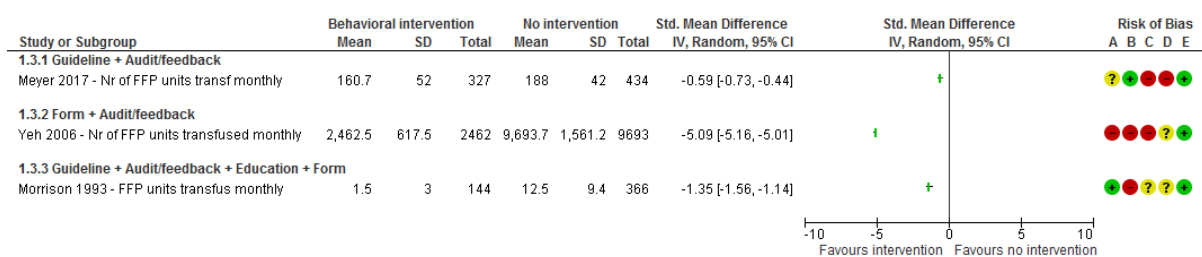 Behavioral intervention No intervention Std. Mean Difference Std. Mean Difference Risk of Bias
Study or Subgroup Mean SD Total Mean SD Total IV, Random, 95% CI IV, Random, 95% CI A B C D E
1.3.1 Guideline + Audit/feedback
Meyer 2017 - Nr of FFP units transf monthly 160.7 52 327 188 42 434 -0.59 [-0.73, -0.44] ? + - - +
1.3.2 Form + Audit/feedback
Yeh 2006 - Nr of FFP units transfused monthly 2,462.5 617.5 2462 9,693.7 1,561.2 9693 -5.09 [-5.16, -5.01] - - - ? +
1.3.3 Guideline + Audit/feedback + Education + Form
Morrison 1993 - FFP units transfus monthly 1.5 3 144 12.5 9.4 366 -1.35 [-1.56, -1.14] + - ? ? +
-10 -5 0 5 10
Favours intervention Favours no intervention